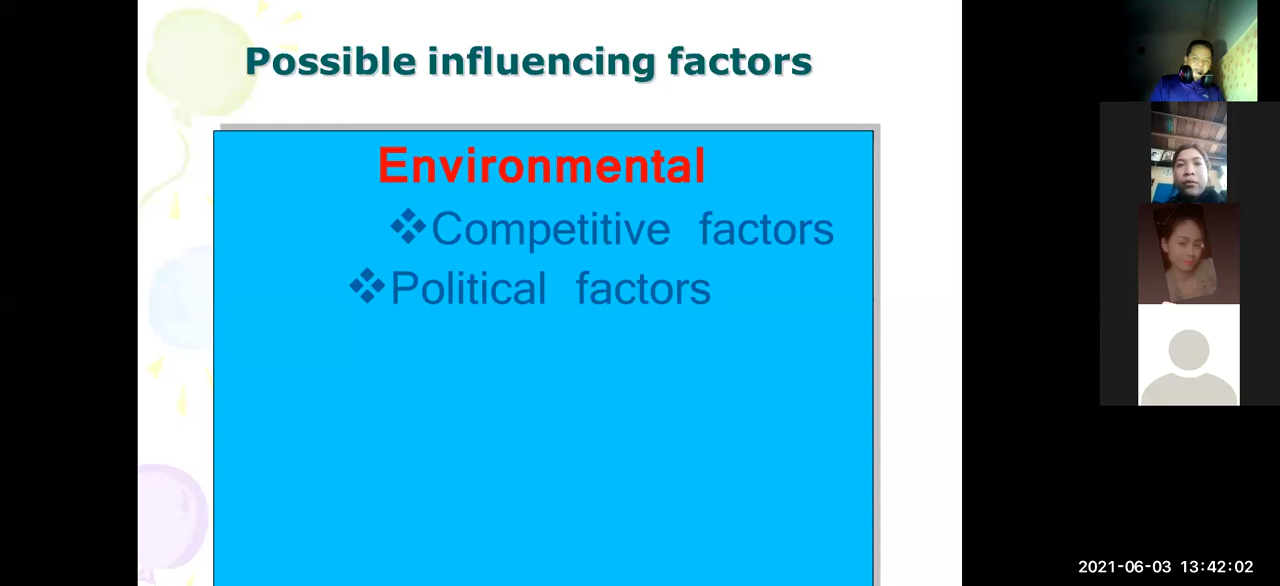 Possible influencing factors
Environmental
❖Competitive factors
❖Political factors
2021-06-03 13:42:02